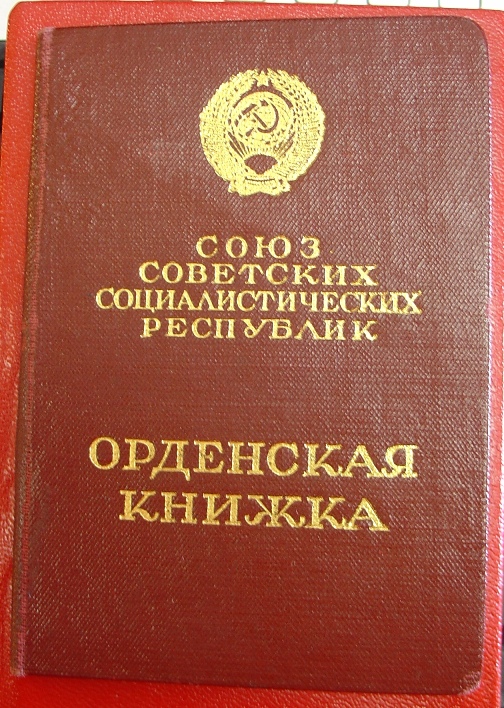 СОЮЗ
СОВЕТСКИХ
СОЦИАЛИСТИЧЕСКИХ
РЕСПУБЛИК
ОРДЕНСКАЯ
КНИЖКА